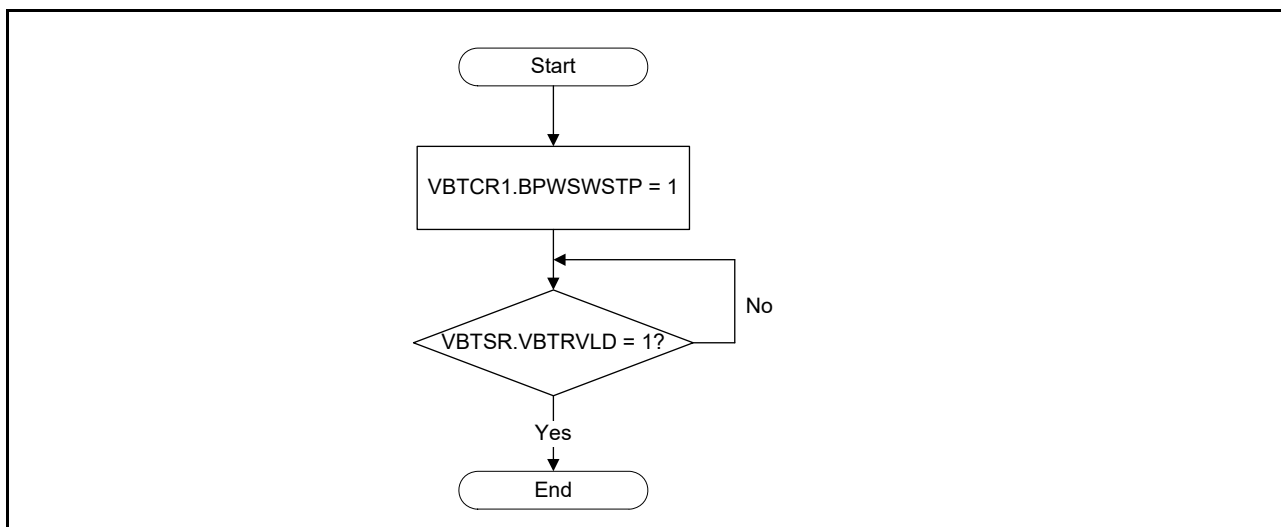 Start
VBTCR1.BPWSWSTP = 1
No
VBTSR.VBTRVLD = 1?
Yes
End